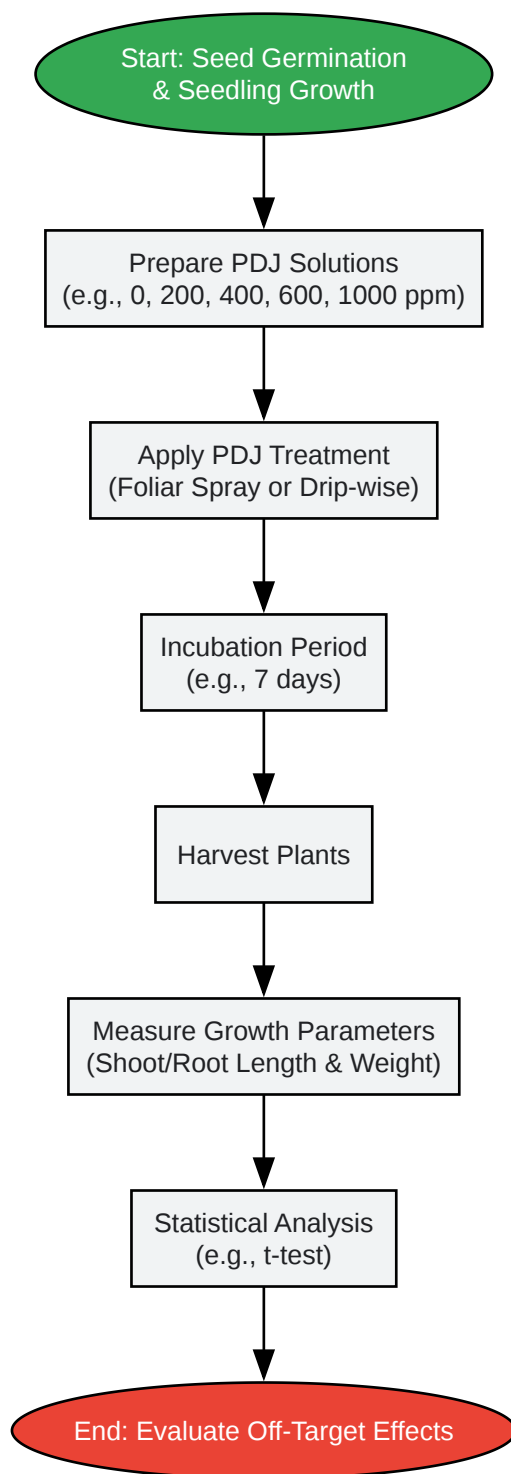 Start: Seed Germination
& Seedling Growth
Prepare PDJ Solutions
(e.g., 0, 200, 400, 600, 1000 ppm)
Apply PDJ Treatment
(Foliar Spray or Drip-wise)
Incubation Period
(e.g., 7 days)
Harvest Plants
Measure Growth Parameters
(Shoot/Root Length & Weight)
Statistical Analysis
(e.g., t-test)
End: Evaluate Off-Target Effects